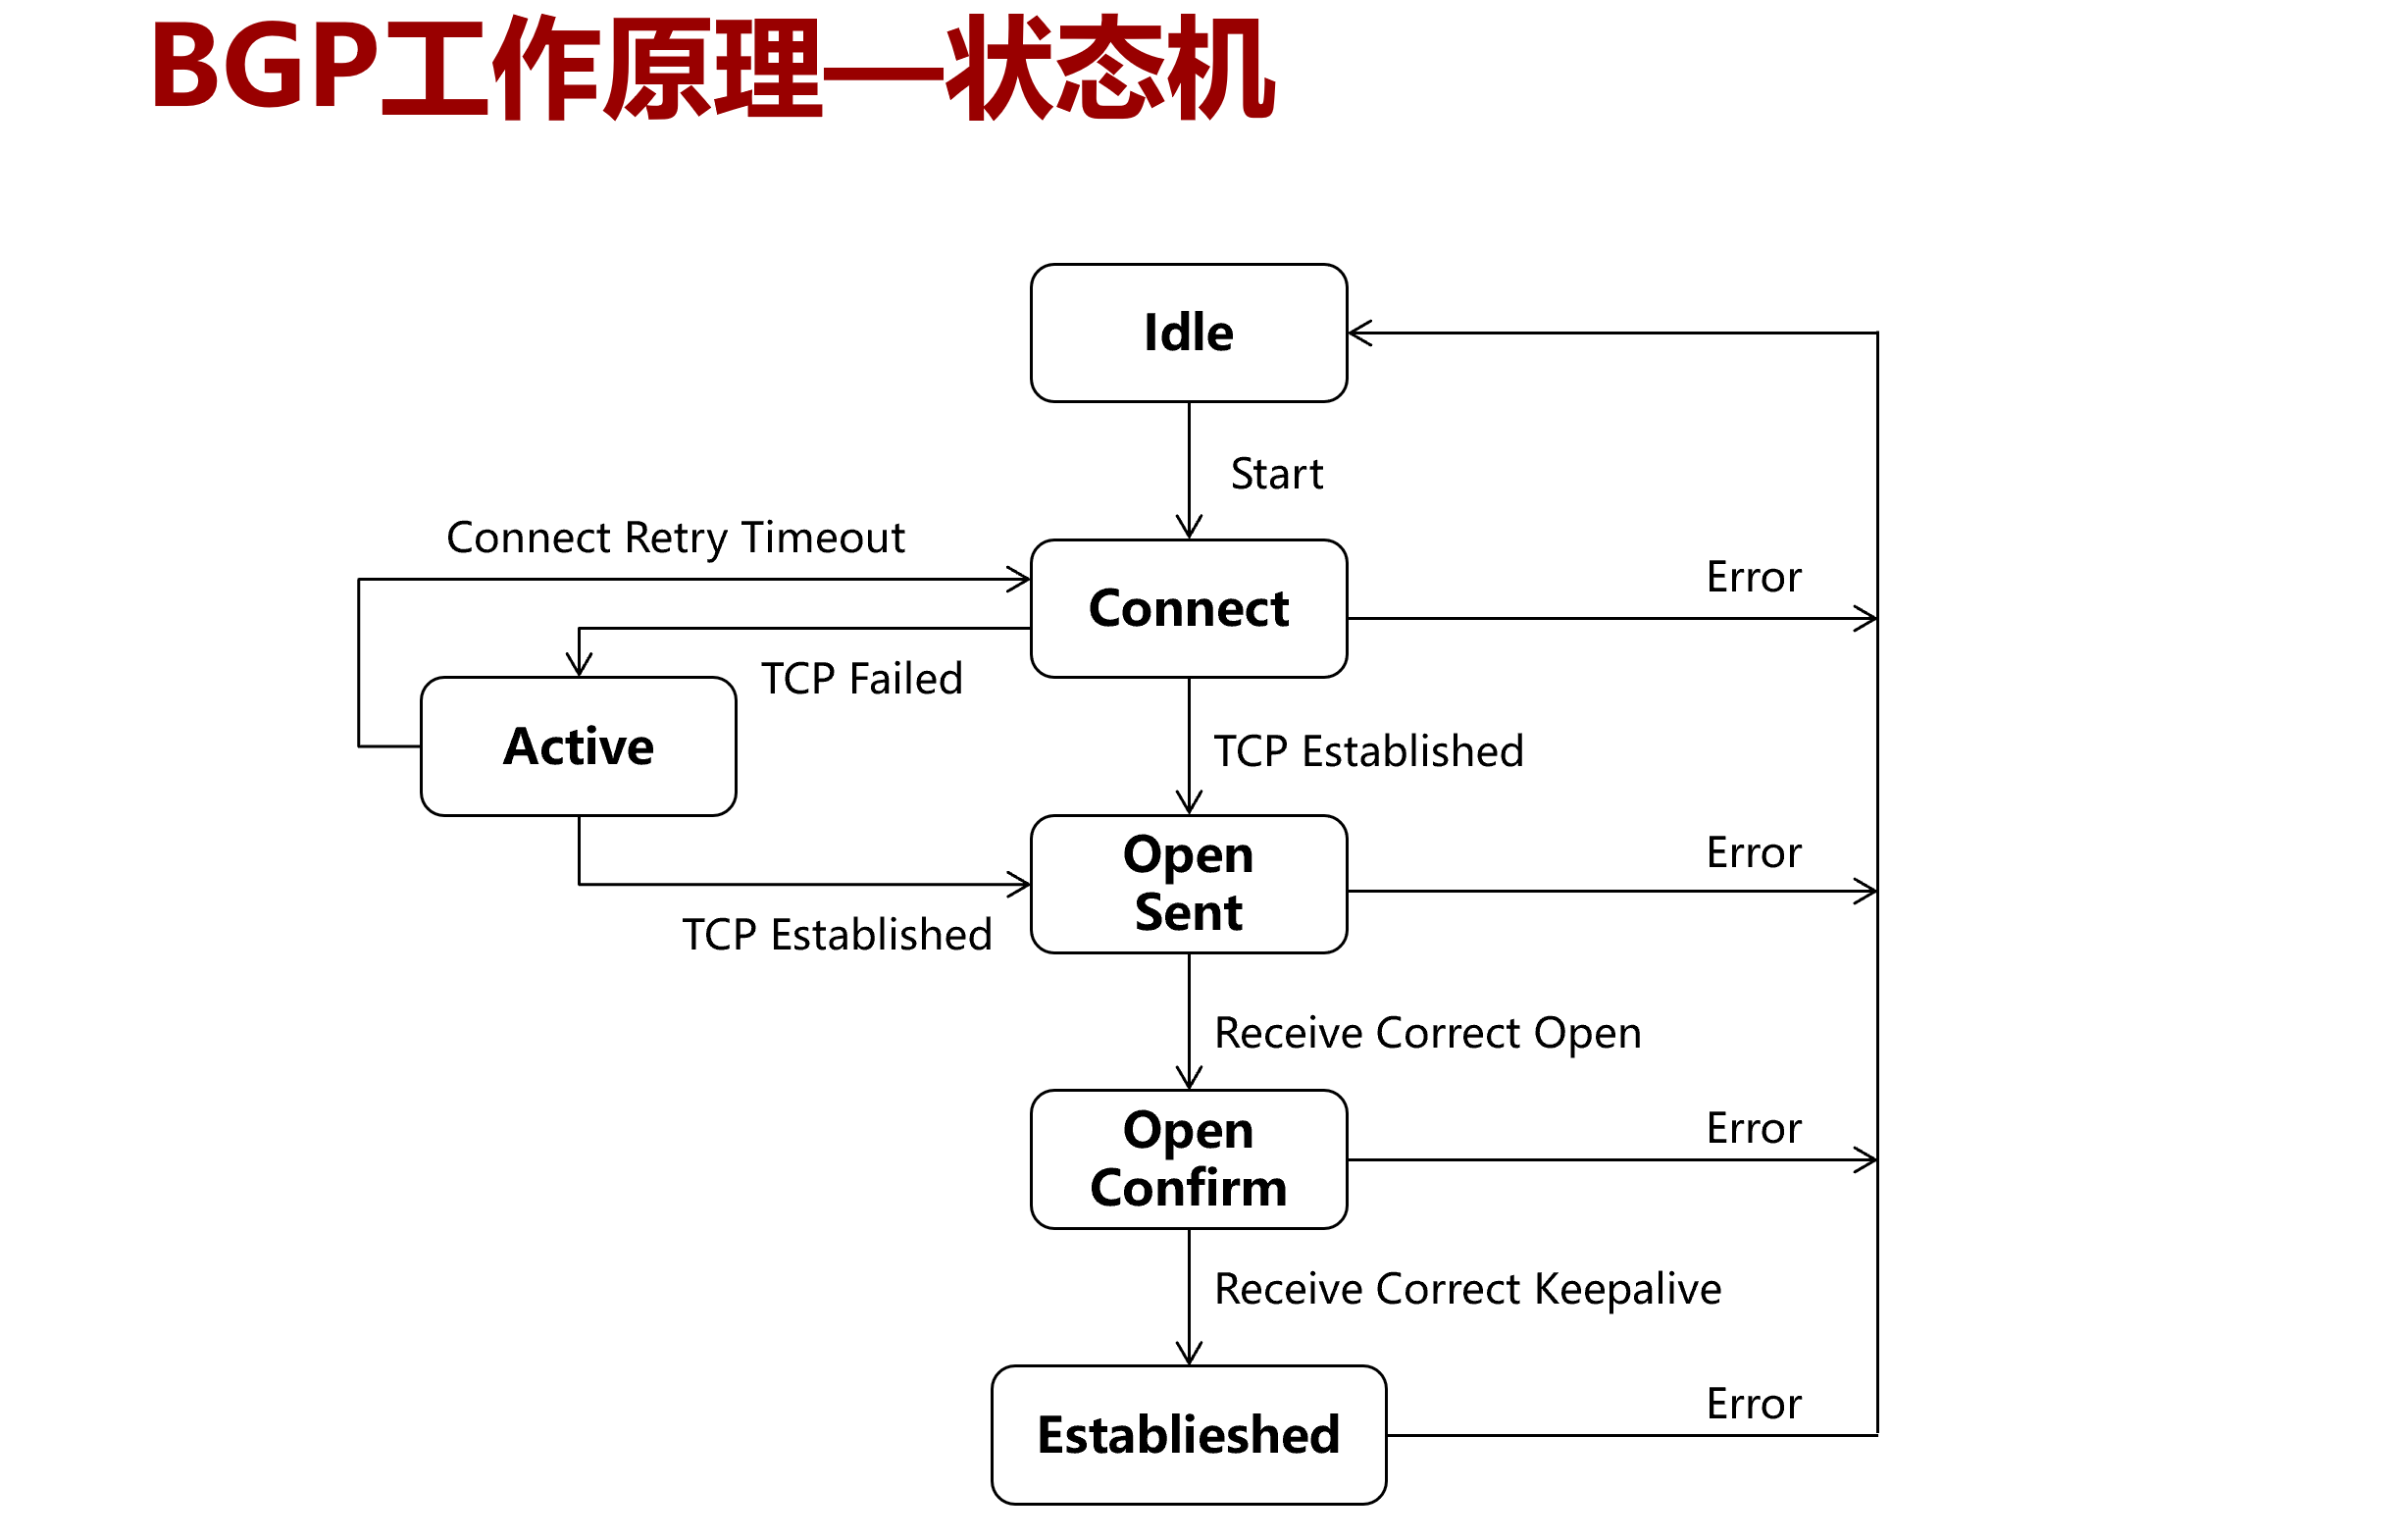 BGP工作原理—状态机
Idle
Start
Connect Retry Timeout
Error
Connect
TCP Failed
Active
TCP Established
Open
Sent
Error
TCP Established
Receive Correct Open
Open
Confirm
Error
Receive Correct Keepalive
Establieshed
Error